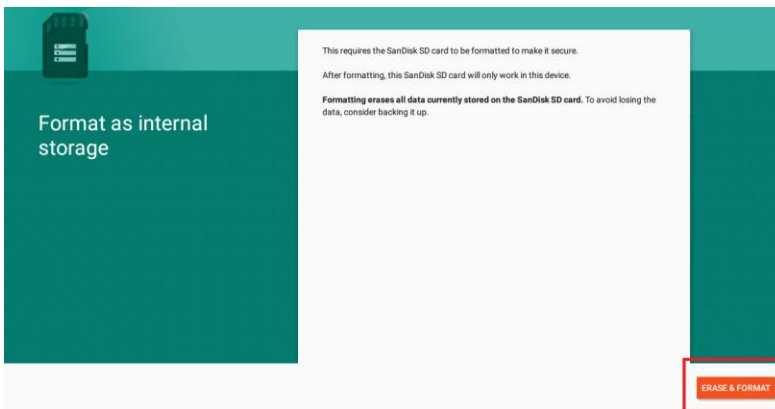 Format as internal
storage
This requires the SanDisk SD card to be formatted to make it secure.
After formatting, this SanDisk SD card will only work in this device.
Formatting erases all data currently stored on the SanDisk SD card. To avoid losing the
data, consider backing it up.
ERASE & FORMAT